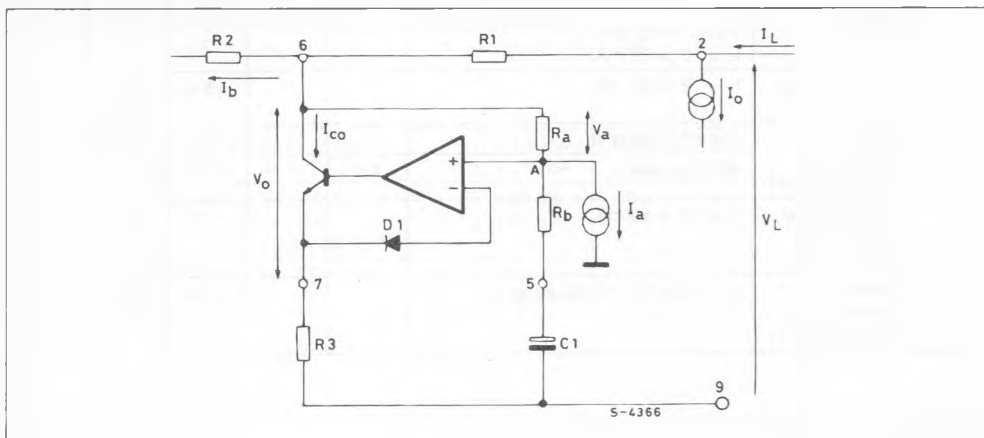 R2
6
R1
2
I_L
I_b
I_o
I_co
R_a
V_a
+
A
−
V_o
R_b
I_a
V_L
D1
7
5
R3
C1
9
S-4366